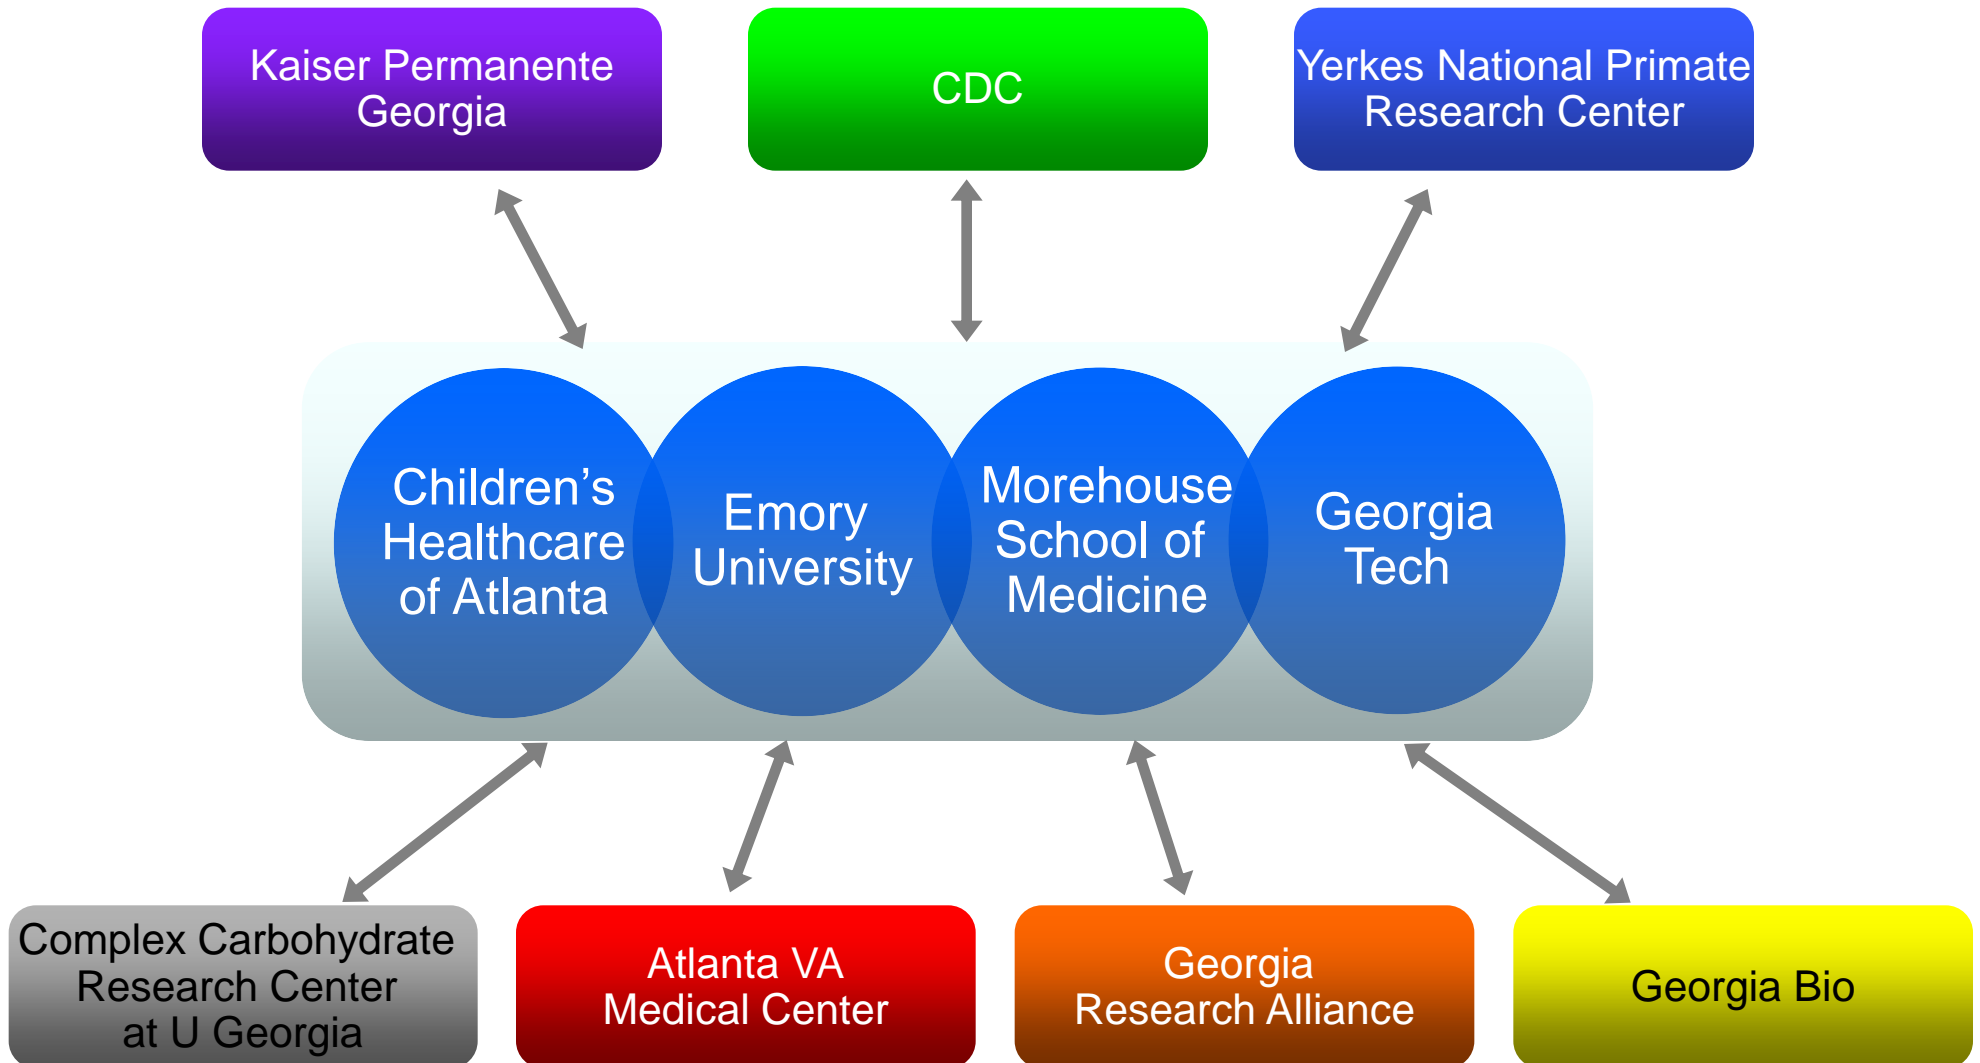 Kaiser Permanente
Georgia
CDC
Yerkes National Primate
Research Center
Children’s
Healthcare
of Atlanta
Emory
University
Morehouse
School of
Medicine
Georgia
Tech
Complex Carbohydrate
Research Center
at U Georgia
Atlanta VA
Medical Center
Georgia
Research Alliance
Georgia Bio